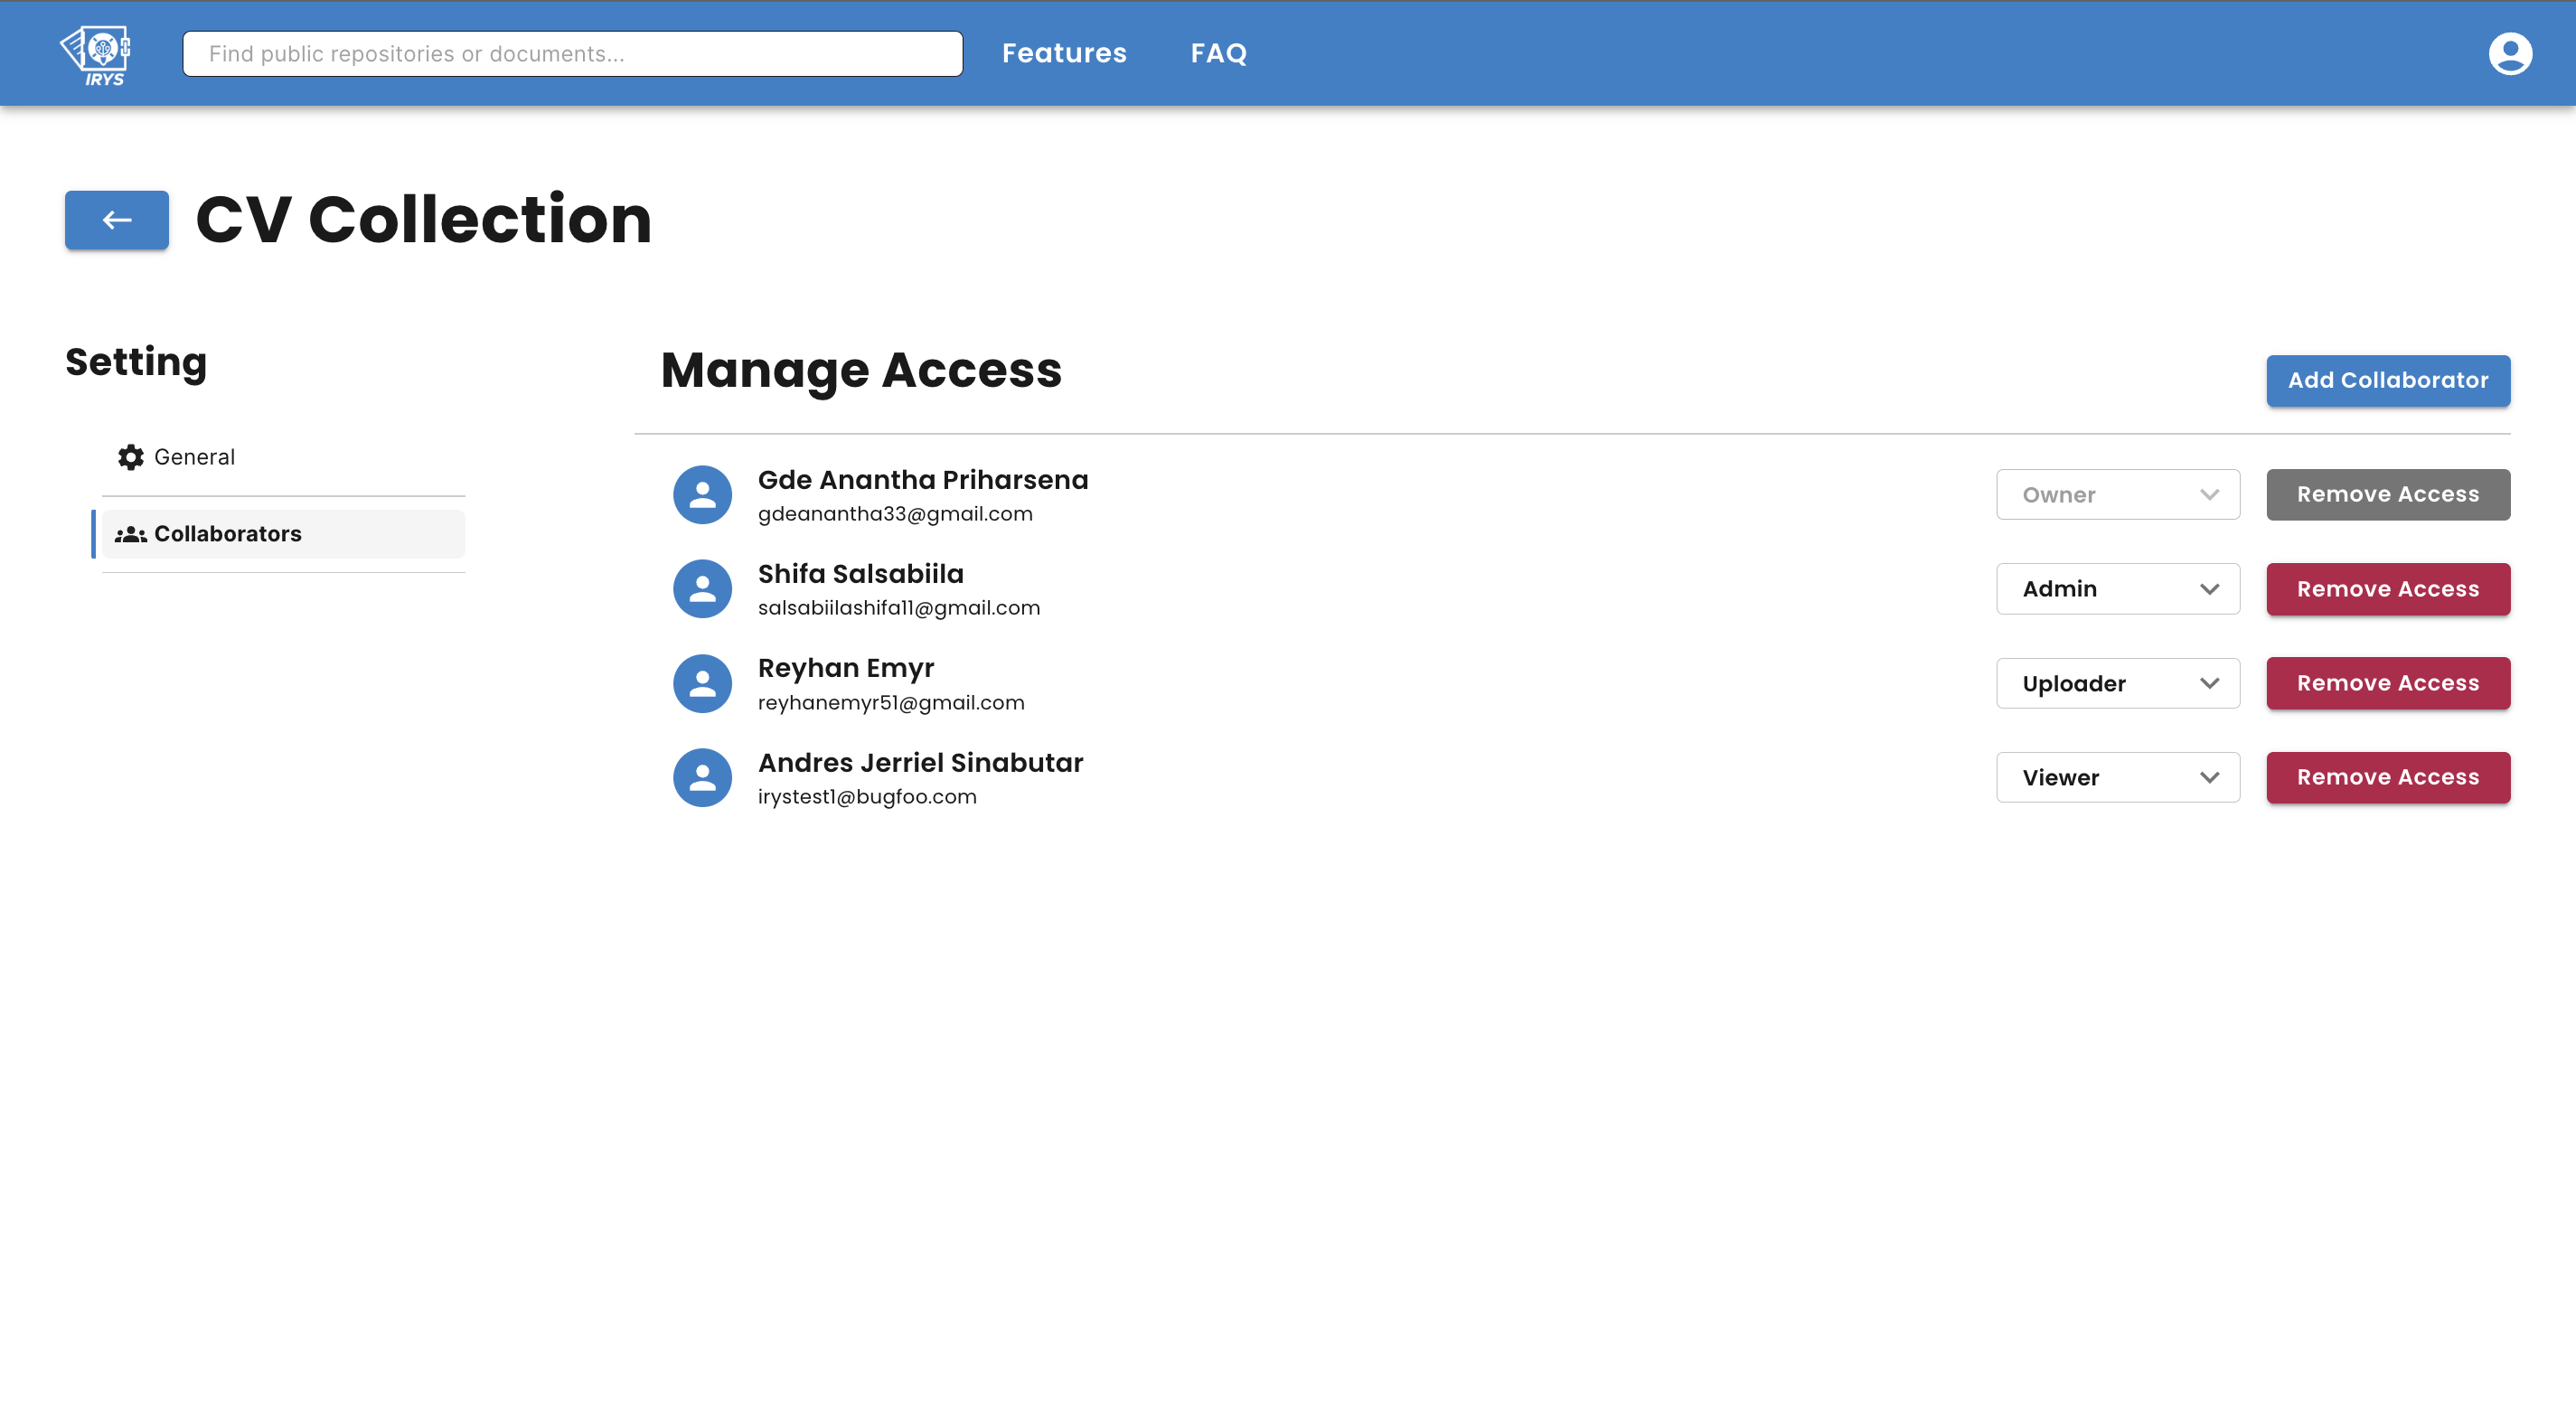 IRYS
Find public repositories or documents...
Features
FAQ
CV Collection
Setting
General
Collaborators
Manage Access
Add Collaborator
Gde Anantha Priharsena
gdeanantha33@gmail.com
Owner
Remove Access
Shifa Salsabiila
salsabiilashifa11@gmail.com
Admin
Remove Access
Reyhan Emyr
reyhanemyr51@gmail.com
Uploader
Remove Access
Andres Jerriel Sinabutar
irystest1@bugfoo.com
Viewer
Remove Access